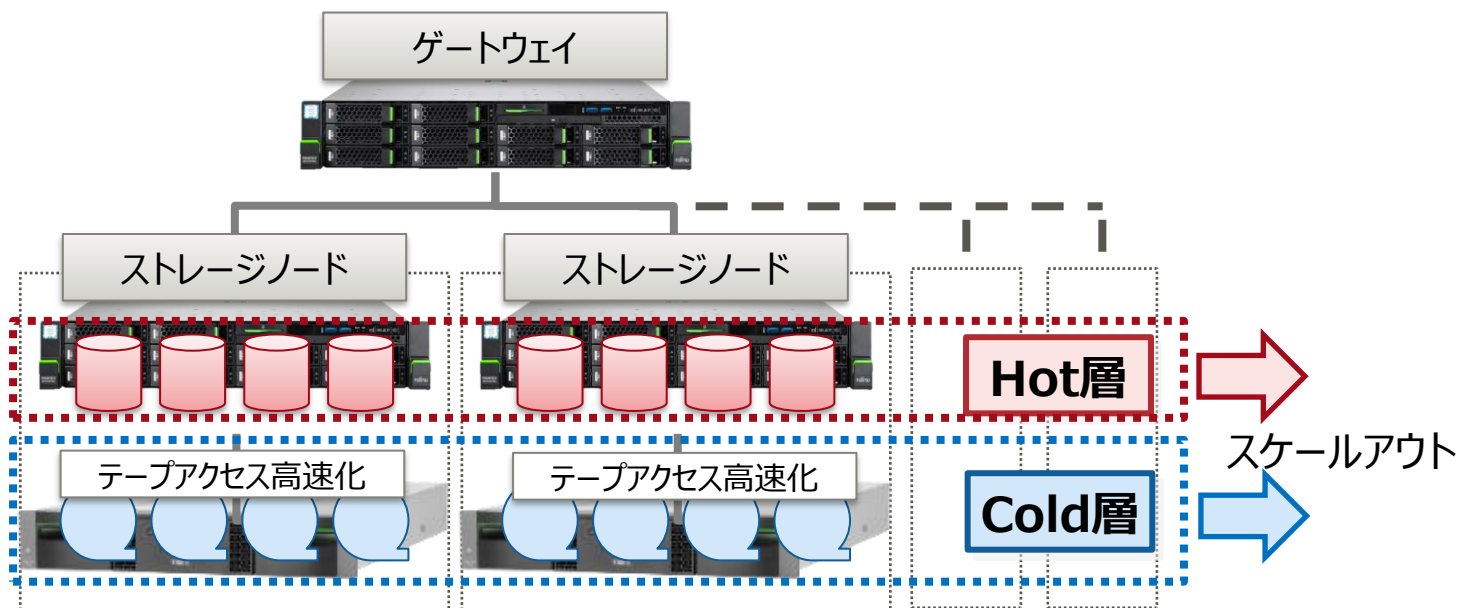 ゲートウェイ
ストレージノード
ストレージノード
Hot層
スケールアウト
テープアクセス高速化
テープアクセス高速化
Cold層